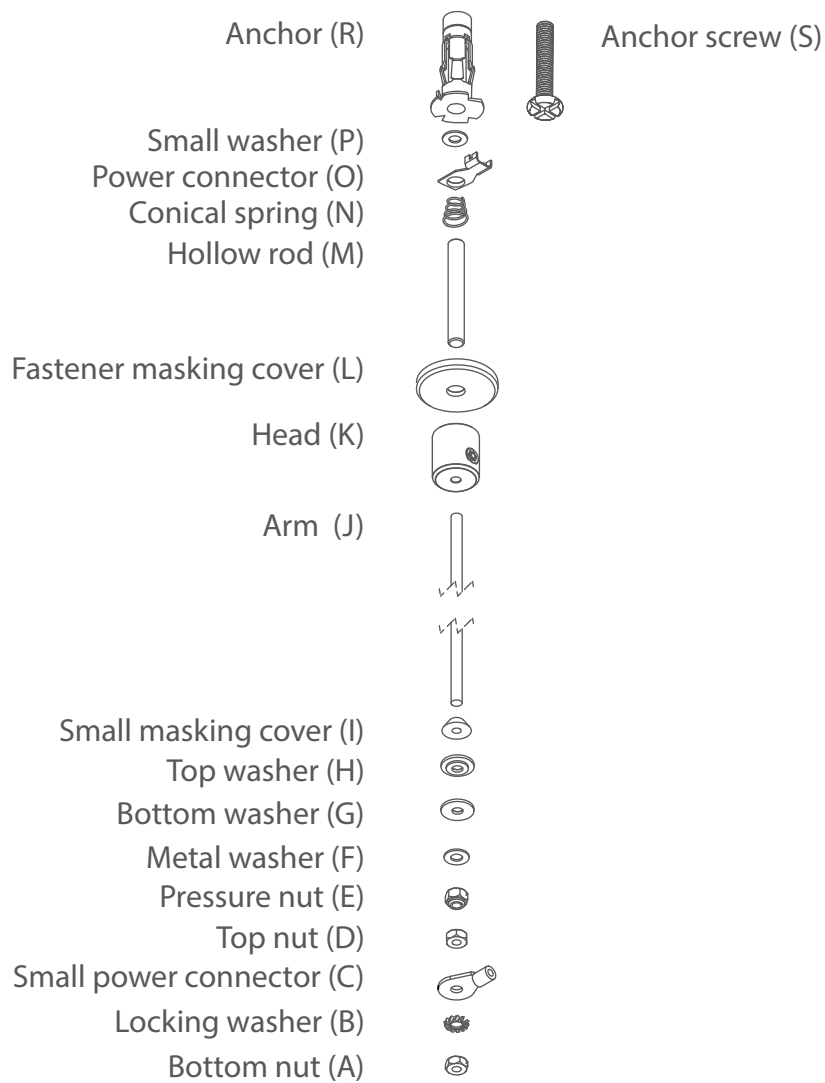 Anchor (R)
Anchor screw (S)
Small washer (P)
Power connector (O)
Conical spring (N)
Hollow rod (M)
Fastener masking cover (L)
Head (K)
Arm (J)
Small masking cover (I)
Top washer (H)
Bottom washer (G)
Metal washer (F)
Pressure nut (E)
Top nut (D)
Small power connector (C)
Locking washer (B)
Bottom nut (A)